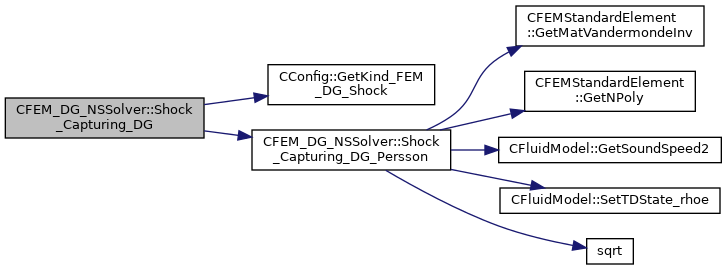 CFEM_DG_NSSolver::Shock
_Capturing_DG
CConfig::GetKind_FEM
_DG_Shock
CFEM_DG_NSSolver::Shock
_Capturing_DG_Persson
CFEMStandardElement
::GetMatVandermondeInv
CFEMStandardElement
::GetNPoly
CFluidModel::GetSoundSpeed2
CFluidModel::SetTDState_rhoe
sqrt